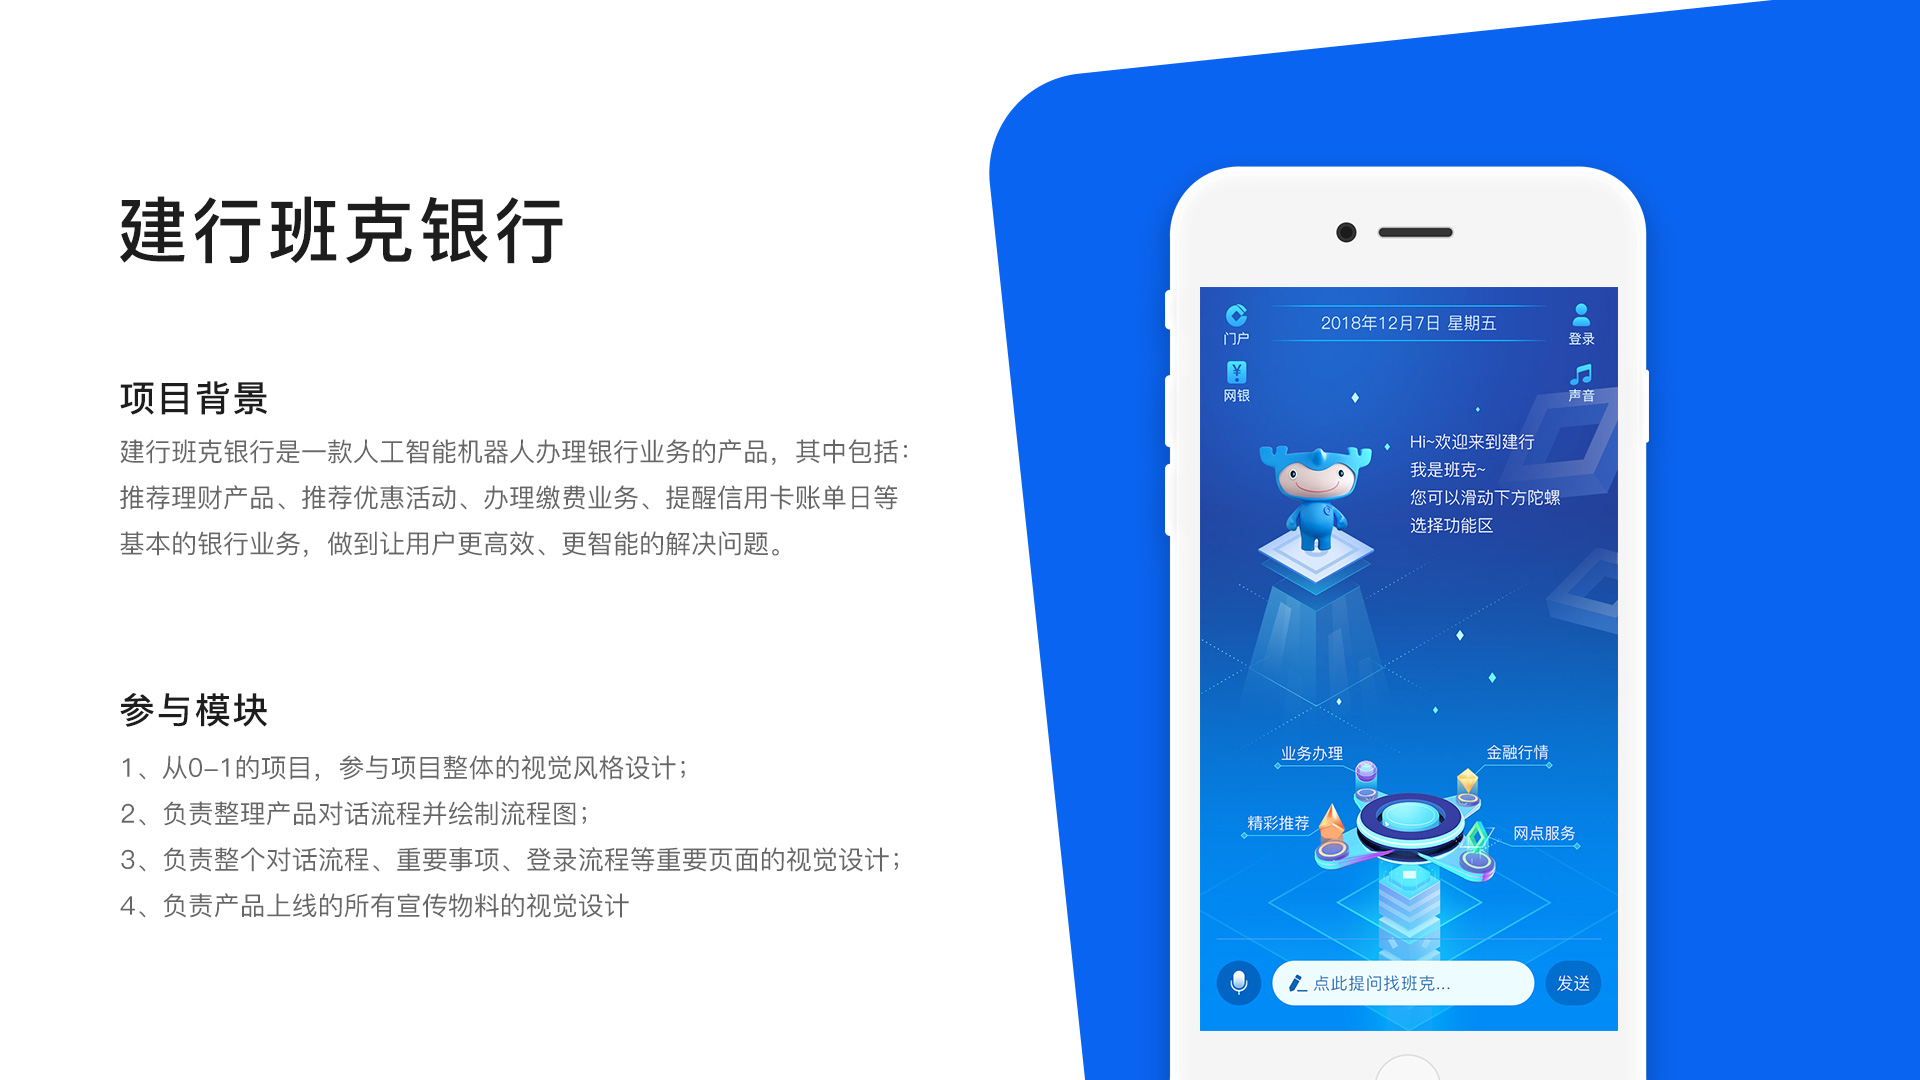 建行班克银行
项目背景
建行班克银行是一款人工智能机器人办理银行业务的产品，其中包括：
推荐理财产品、推荐优惠活动、办理缴费业务、提醒信用卡账单日等
基本的银行业务，做到让用户更高效、更智能的解决问题。
参与模块
1、从0-1的项目，参与项目整体的视觉风格设计；
2、负责整理产品对话流程并绘制流程图；
3、负责整个对话流程、重要事项、登录流程等重要页面的视觉设计；
4、负责产品上线的所有宣传物料的视觉设计
门户
2018年12月7日 星期五
登录
网银
声音
Hi~欢迎来到建行
我是班克~
您可以滑动下方陀螺
选择功能区
业务办理
金融行情
精彩推荐
网点服务
点此提问找班克...
发送